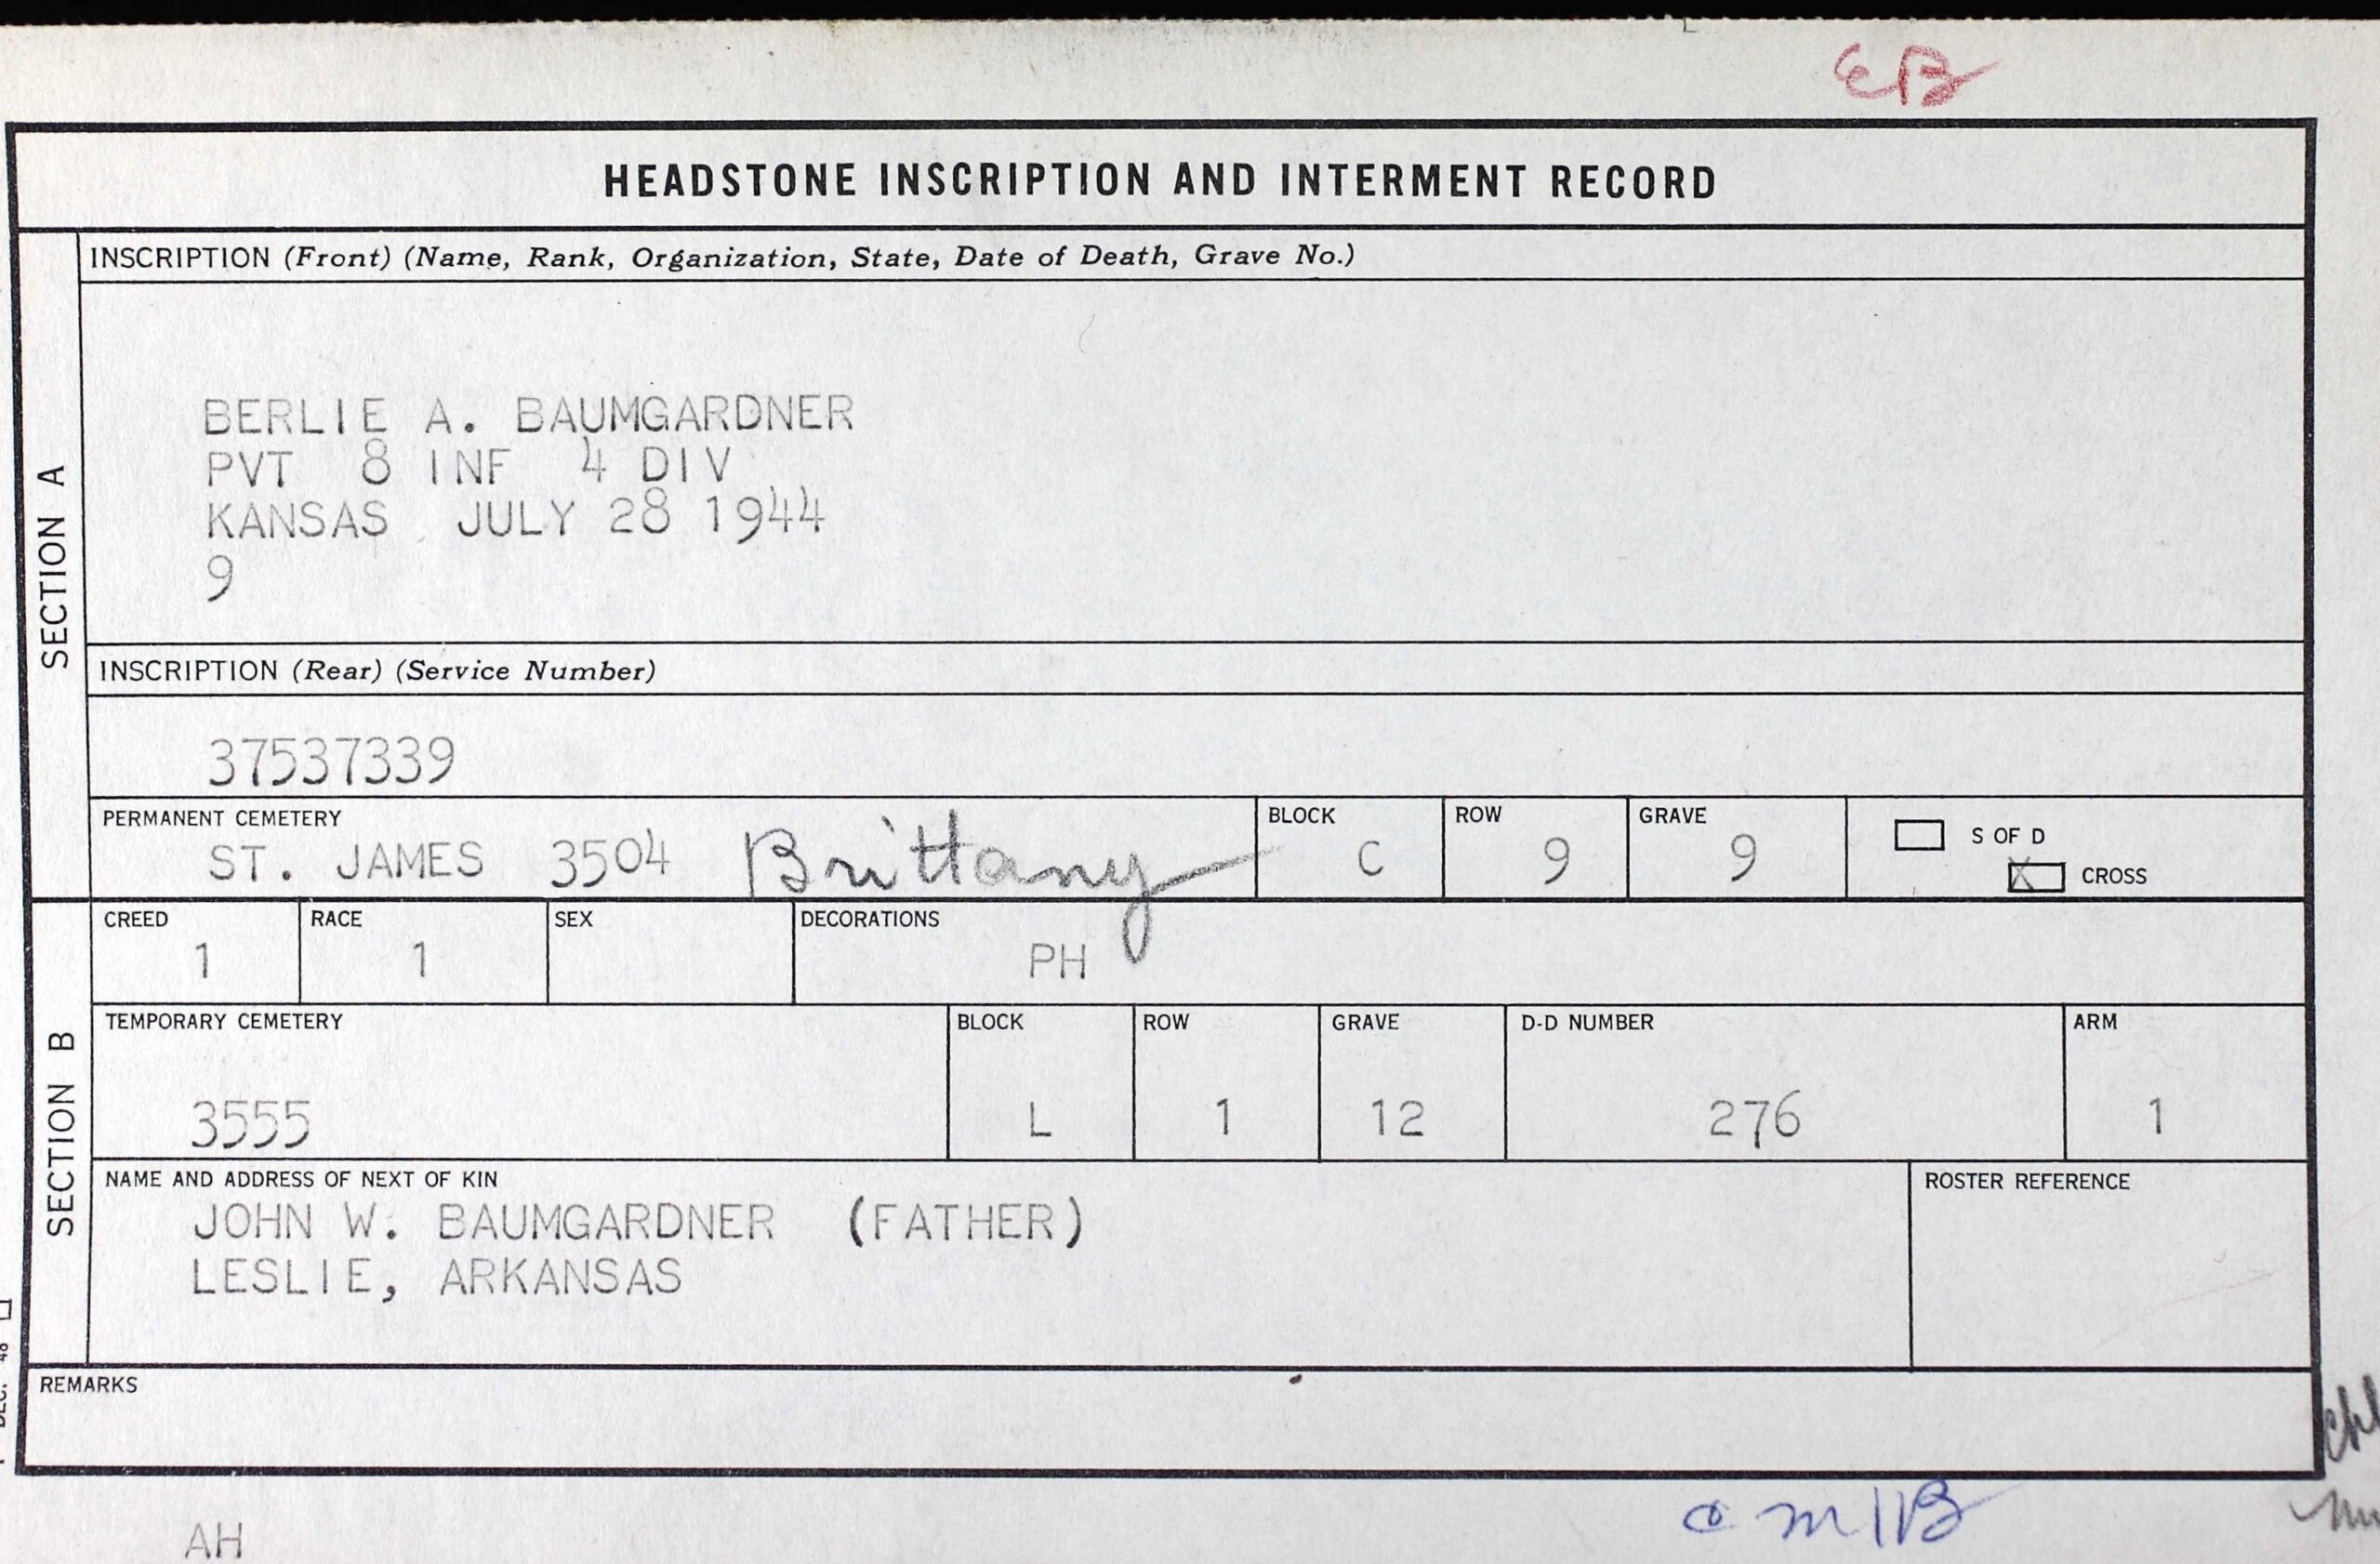 EB
HEADSTONE INSCRIPTION AND INTERMENT RECORD
SECTION A
INSCRIPTION (Front) (Name, Rank, Organization, State, Date of Death, Grave No.)
BERLIE A. BAUMGARDNER
PVT 8 INF 4 DIV
KANSAS JULY 28 1944
9
INSCRIPTION (Rear) (Service Number)
37537339
PERMANENT CEMETERY BLOCK ROW GRAVE S OF D
ST. JAMES 3504 Brittany C 9 9 X CROSS
SECTION B
CREED RACE SEX DECORATIONS
1 1 PH
TEMPORARY CEMETERY BLOCK ROW GRAVE D-D NUMBER ARM
3555 L 1 12 276 1
NAME AND ADDRESS OF NEXT OF KIN ROSTER REFERENCE
JOHN W. BAUMGARDNER (FATHER)
LESLIE, ARKANSAS
DEC. 48
REMARKS
AH